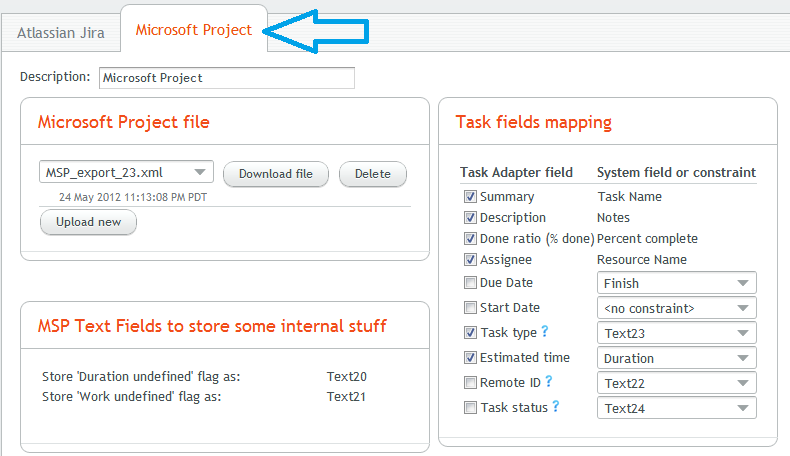 Atlassian Jira
Microsoft Project
Description: Microsoft Project
Microsoft Project file
MSP_export_23.xml
Download file
Delete
24 May 2012 11:13:08 PM PDT
Upload new
MSP Text Fields to store some internal stuff
Store 'Duration undefined' flag as: Text20
Store 'Work undefined' flag as: Text21
Task fields mapping
Task Adapter field System field or constraint
Summary Task Name
Description Notes
Done ratio (% done) Percent complete
Assignee Resource Name
Due Date Finish
Start Date <no constraint>
Task type ? Text23
Estimated time Duration
Remote ID ? Text22
Task status ? Text24